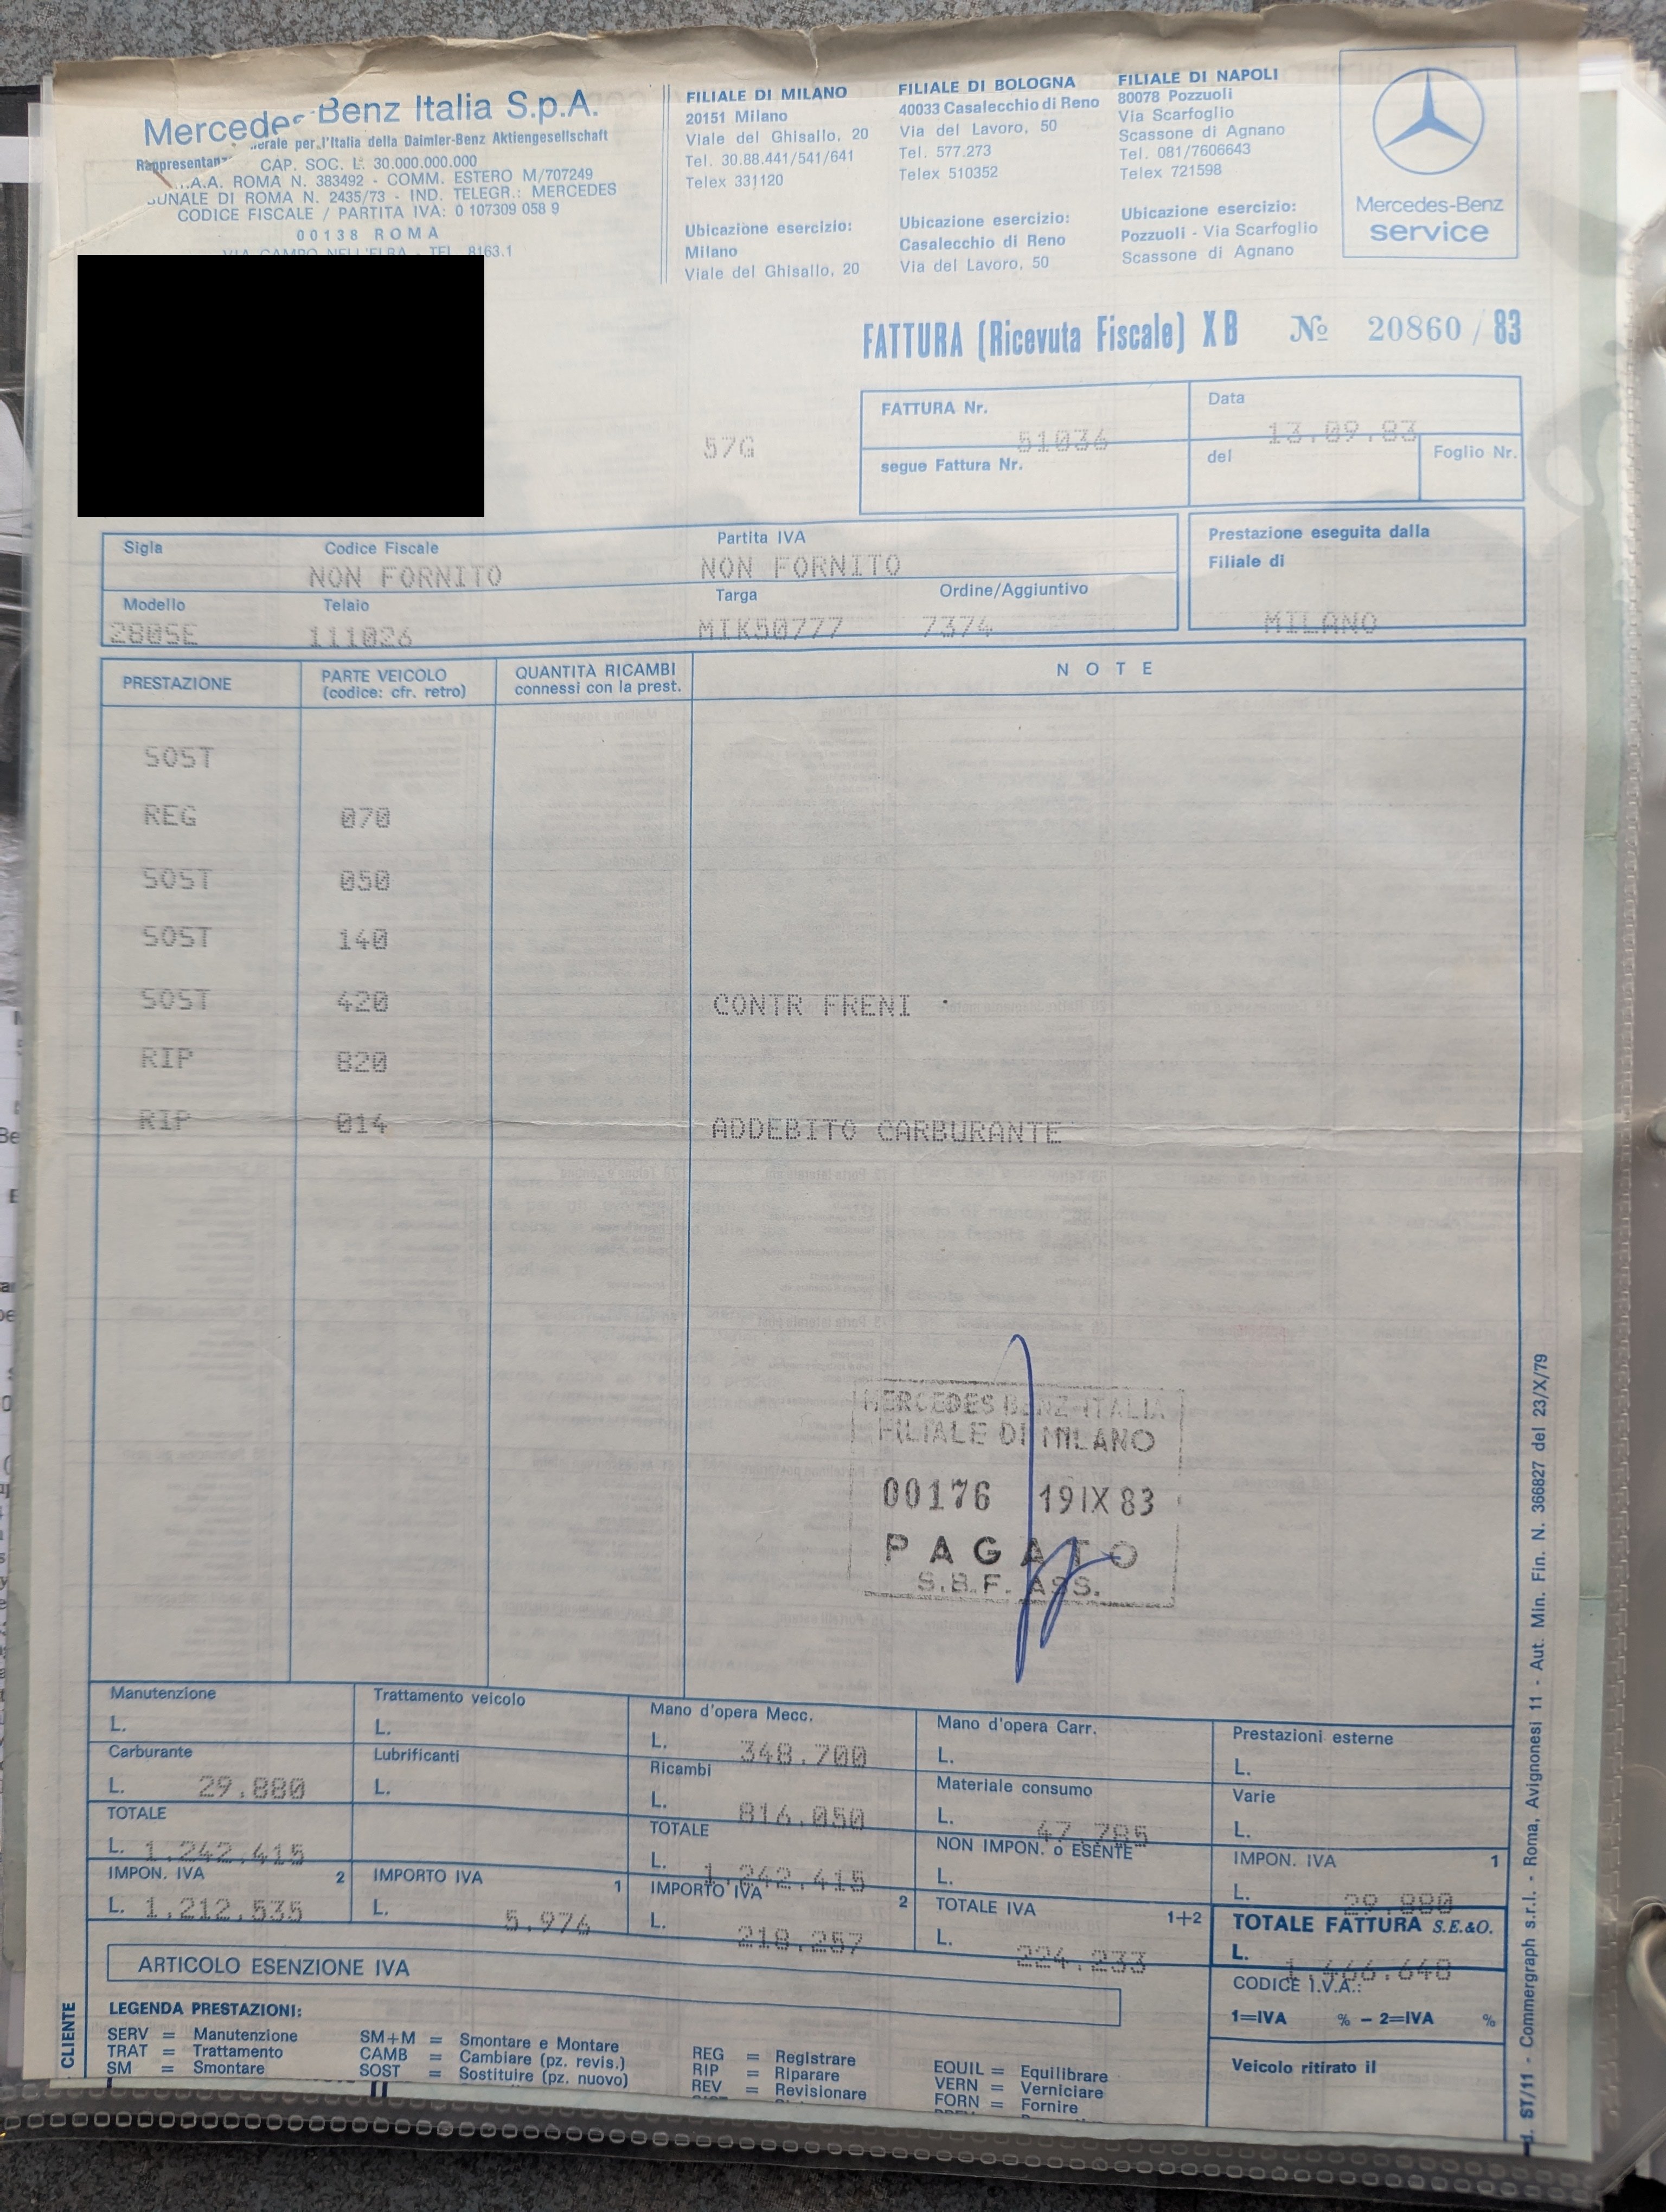 Mercedes-Benz Italia S.p.A.
per l'Italia della Daimler-Benz Aktiengesellschaft
CAP. SOC. L. 30.000.000.000
.A.A. ROMA N. 383492 - COMM. ESTERO M/707249
UNALE DI ROMA N. 2435/73 - IND. TELEGR.: MERCEDES
CODICE FISCALE / PARTITA IVA: 0 107309 058 9
00138 ROMA
VIA CAMPO NELL'ELBA - TEL. 8163.1
FILIALE DI MILANO
20151 Milano
Viale del Ghisallo, 20
Tel. 30.88.441/541/641
Telex 331120
Ubicazione esercizio:
Milano
Viale del Ghisallo, 20
FILIALE DI BOLOGNA
40033 Casalecchio di Reno
Via del Lavoro, 50
Tel. 577.273
Telex 510352
Ubicazione esercizio:
Casalecchio di Reno
Via del Lavoro, 50
FILIALE DI NAPOLI
80078 Pozzuoli
Via Scarfoglio
Scassone di Agnano
Tel. 081/7606643
Telex 721598
Ubicazione esercizio:
Pozzuoli - Via Scarfoglio
Scassone di Agnano
Mercedes-Benz
service
FATTURA (Ricevuta Fiscale) XB № 20860 / 83
57G
FATTURA Nr. 51036
Data 13.09.83
segue Fattura Nr.
del
Foglio Nr.
Sigla
Codice Fiscale NON FORNITO
Partita IVA NON FORNITO
Prestazione eseguita dalla
Filiale di
MILANO
Modello Telaio Targa Ordine/Aggiuntivo
280SE 111026 MIK50777 7374
PRESTAZIONE
PARTE VEICOLO
(codice: cfr. retro)
QUANTITÀ RICAMBI
connessi con la prest.
NOTE
SOST
REG 070
SOST 050
SOST 140
SOST 420 CONTR FRENI
RIP 820
RIP 014 ADDEBITO CARBURANTE
MERCEDES BENZ ITALIA
FILIALE DI MILANO
00176 19 IX 83
PAGATO
S.B.F. ASS.
Manutenzione L.
Trattamento veicolo L.
Mano d'opera Mecc. L. 348.700
Mano d'opera Carr. L.
Prestazioni esterne L.
Carburante L. 29.880
Lubrificanti L.
Ricambi L. 816.050
Materiale consumo L. 47.785
Varie L.
TOTALE L. 1.242.415
TOTALE L. 1.242.415
NON IMPON. o ESENTE L.
IMPON. IVA 1 L. 29.880
IMPON. IVA 2 L. 1.212.535
IMPORTO IVA 1 L. 5.976
IMPORTO IVA 2 L. 218.257
TOTALE IVA 1+2 L. 224.233
TOTALE FATTURA S.E.&O.
L. 1.466.648
ARTICOLO ESENZIONE IVA
CODICE I.V.A.:
1=IVA % - 2=IVA %
Veicolo ritirato il
CLIENTE
LEGENDA PRESTAZIONI:
SERV = Manutenzione
TRAT = Trattamento
SM = Smontare
SM+M = Smontare e Montare
CAMB = Cambiare (pz. revis.)
SOST = Sostituire (pz. nuovo)
REG = Registrare
RIP = Riparare
REV = Revisionare
EQUIL = Equilibrare
VERN = Verniciare
FORN = Fornire
ST/11 - Commergraph s.r.l. - Roma, Avignonesi 11 - Aut. Min. Fin. N. 366827 del 23/X/79